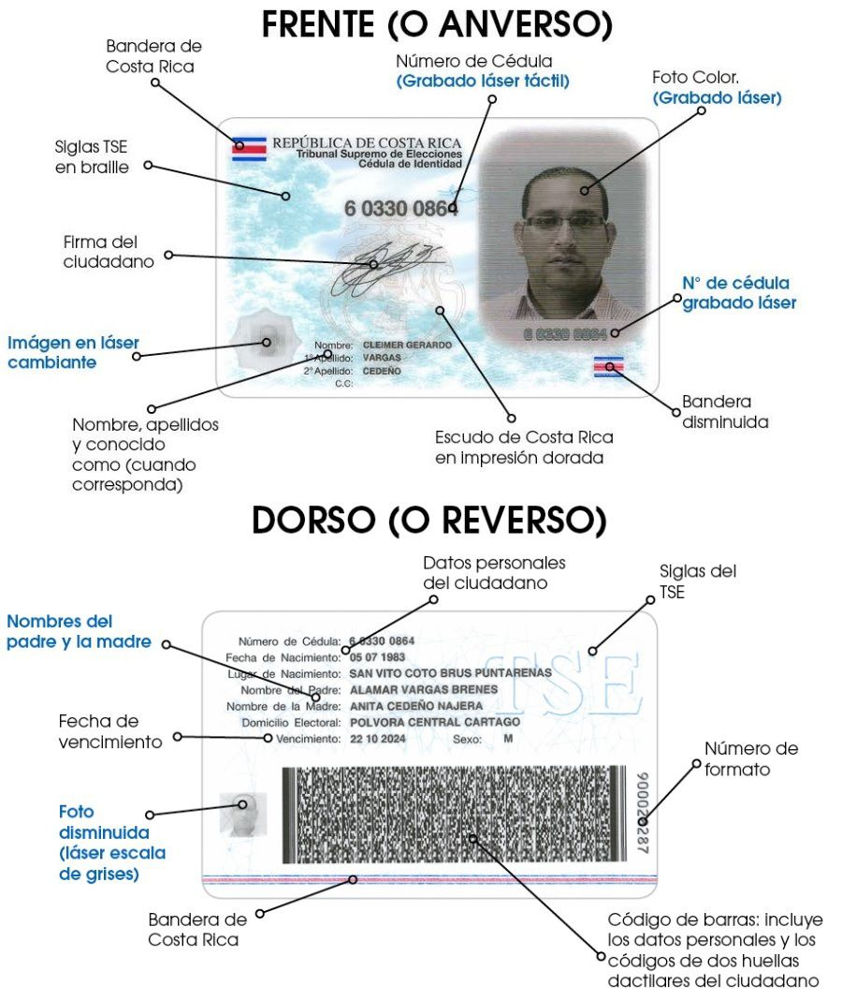 FRENTE (O ANVERSO)
Bandera de
Costa Rica
Número de Cédula
(Grabado láser táctil)
Foto Color.
(Grabado láser)
Siglas TSE
en braille
REPÚBLICA DE COSTA RICA
Tribunal Supremo de Elecciones
Cédula de Identidad
6 0330 0864
Firma del
ciudadano
N° de cédula
grabado láser
6 0330 0864
Imágen en láser
cambiante
Nombre: CLEIMER GERARDO
1° Apellido: VARGAS
2° Apellido: CEDEÑO
C.C:
Bandera
disminuida
Nombre, apellidos
y conocido
como (cuando
corresponda)
Escudo de Costa Rica
en impresión dorada
DORSO (O REVERSO)
Datos personales
del ciudadano
Siglas del
TSE
Nombres del
padre y la madre
Número de Cédula: 6 0330 0864
Fecha de Nacimiento: 05 07 1983
Lugar de Nacimiento: SAN VITO COTO BRUS PUNTARENAS
Nombre del Padre: ALAMAR VARGAS BRENES
Nombre de la Madre: ANITA CEDEÑO NAJERA
Domicilio Electoral: POLVORA CENTRAL CARTAGO
Vencimiento: 22 10 2024 Sexo: M
TSE
Fecha de
vencimiento
Número de
formato
900020287
Foto
disminuida
(láser escala
de grises)
Bandera de
Costa Rica
Código de barras: incluye
los datos personales y los
códigos de dos huellas
dactilares del ciudadano